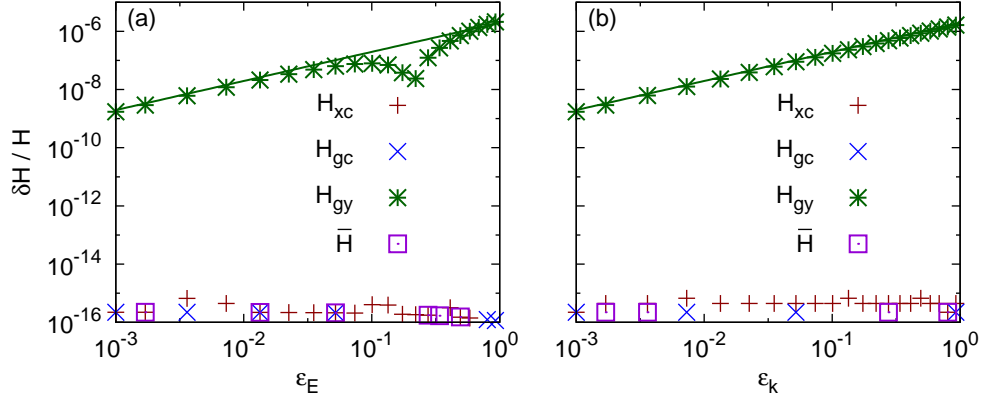 (a)
(b)
δH / H
10^-6
10^-8
10^-10
10^-12
10^-14
10^-16
H_xc
H_gc
H_gy
H̅
H_xc
H_gc
H_gy
H̅
10^-3
10^-2
10^-1
10^0
10^-3
10^-2
10^-1
10^0
ε_E
ε_k